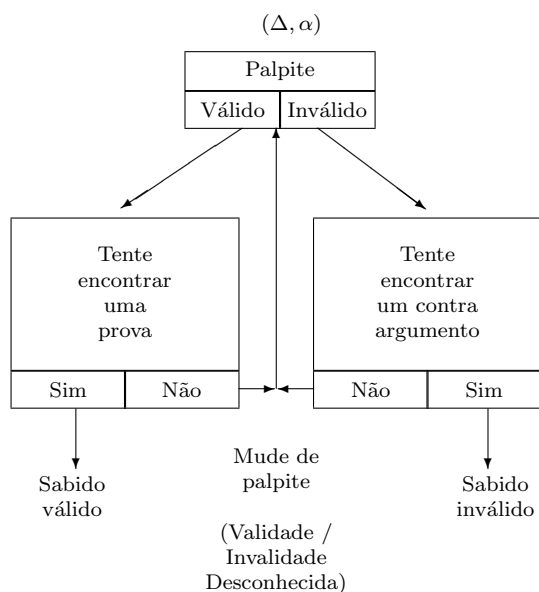 (Δ, α)
Palpite
Válido
Inválido
Tente
encontrar
uma
prova
Sim
Não
Tente
encontrar
um contra
argumento
Não
Sim
Sabido
válido
Mude de
palpite
(Validade /
Invalidade
Desconhecida)
Sabido
inválido